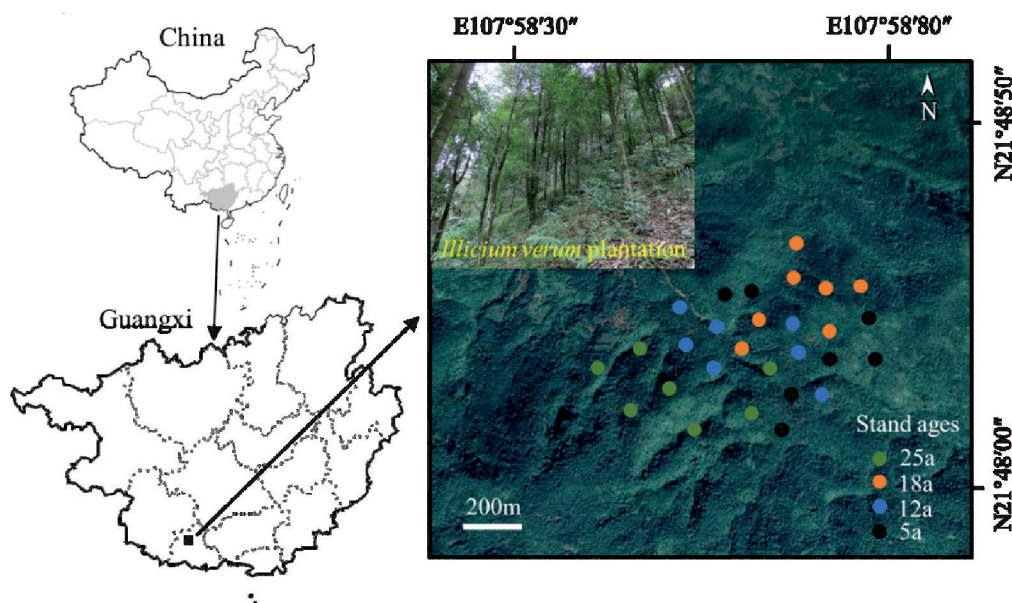 China
Guangxi
E107°58′30″
E107°58′80″
N
N21°48′50″
Illicium verum plantation
Stand ages
25a
18a
12a
5a
200m
N21°48′00″